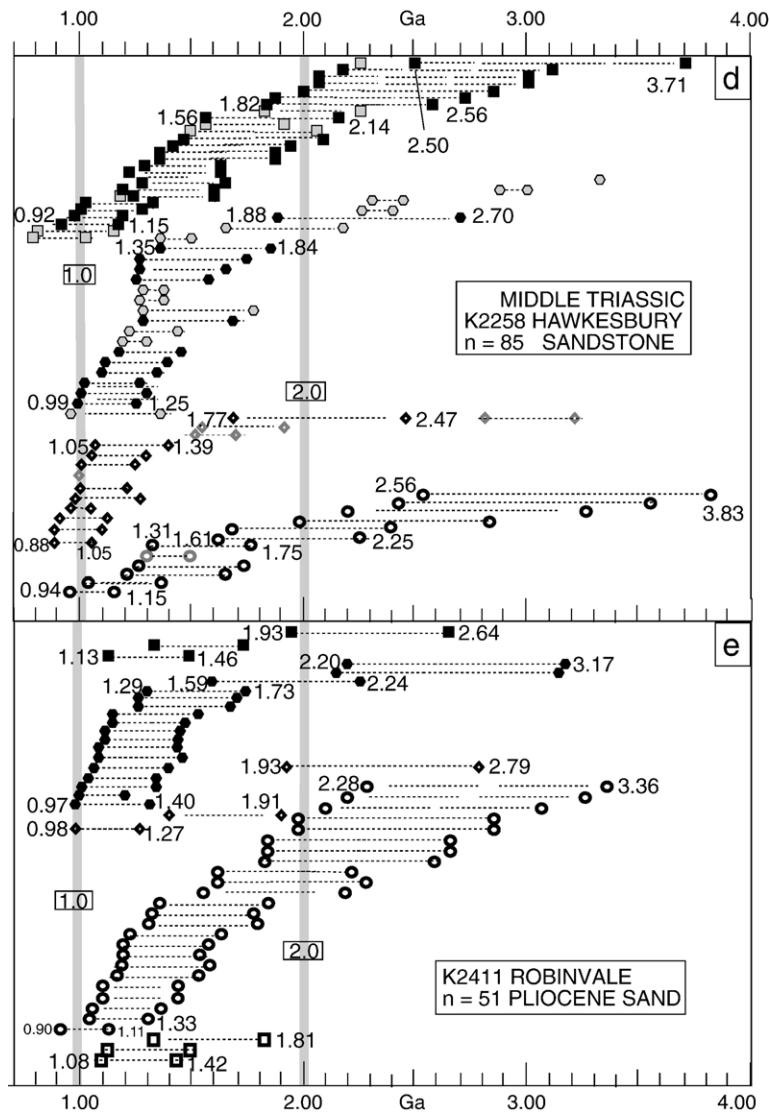 1.00 2.00 Ga 3.00 4.00
d
3.71
1.82 2.56
1.56 2.14
2.50
0.92 1.15 1.88 2.70
1.35 1.84
1.0
MIDDLE TRIASSIC
K2258 HAWKESBURY
n = 85 SANDSTONE
2.0
0.99 1.25
1.77 2.47
1.05 1.39
2.56
3.83
1.31 1.61 2.25
0.88 1.05 1.75
0.94 1.15
e
1.93 2.64
1.13 1.46
2.20 3.17
1.29 1.59 1.73 2.24
1.93 2.79
2.28 3.36
0.97 1.40 1.91
0.98 1.27
1.0
2.0
K2411 ROBINVALE
n = 51 PLIOCENE SAND
0.90 1.11 1.33
1.81
1.08 1.42
1.00 2.00 Ga 3.00 4.00